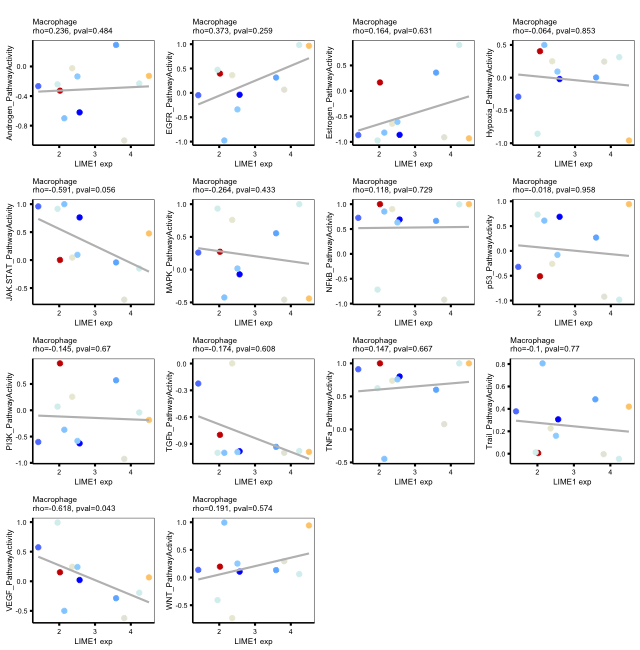 Macrophage
rho=0.236, pval=0.484
Androgen_PathwayActivity
0.0
-0.4
-0.8
2
3
4
LIME1 exp
Macrophage
rho=0.373, pval=0.259
EGFR_PathwayActivity
1.0
0.5
0.0
-0.5
-1.0
2
3
4
LIME1 exp
Macrophage
rho=0.164, pval=0.631
Estrogen_PathwayActivity
1.0
0.5
0.0
-0.5
-1.0
2
3
4
LIME1 exp
Macrophage
rho=-0.064, pval=0.853
Hypoxia_PathwayActivity
0.5
0.0
-0.5
-1.0
2
3
4
LIME1 exp
Macrophage
rho=-0.591, pval=0.056
JAK-STAT_PathwayActivity
1.0
0.5
0.0
-0.5
2
3
4
LIME1 exp
Macrophage
rho=-0.264, pval=0.433
MAPK_PathwayActivity
1.0
0.5
0.0
-0.5
2
3
4
LIME1 exp
Macrophage
rho=0.118, pval=0.729
NFkB_PathwayActivity
1.0
0.5
0.0
-0.5
-1.0
2
3
4
LIME1 exp
Macrophage
rho=-0.018, pval=0.958
p53_PathwayActivity
1.0
0.5
0.0
-0.5
-1.0
2
3
4
LIME1 exp
Macrophage
rho=-0.145, pval=0.67
PI3K_PathwayActivity
0.5
0.0
-0.5
-1.0
2
3
4
LIME1 exp
Macrophage
rho=-0.174, pval=0.608
TGFb_PathwayActivity
0.0
-0.3
-0.6
-0.9
2
3
4
LIME1 exp
Macrophage
rho=0.147, pval=0.667
TNFa_PathwayActivity
1.0
0.5
0.0
-0.5
2
3
4
LIME1 exp
Macrophage
rho=-0.1, pval=0.77
Trail_PathwayActivity
0.8
0.6
0.4
0.2
0.0
2
3
4
LIME1 exp
Macrophage
rho=-0.618, pval=0.043
VEGF_PathwayActivity
1.0
0.5
0.0
-0.5
2
3
4
LIME1 exp
Macrophage
rho=0.191, pval=0.574
WNT_PathwayActivity
1.0
0.5
0.0
-0.5
2
3
4
LIME1 exp